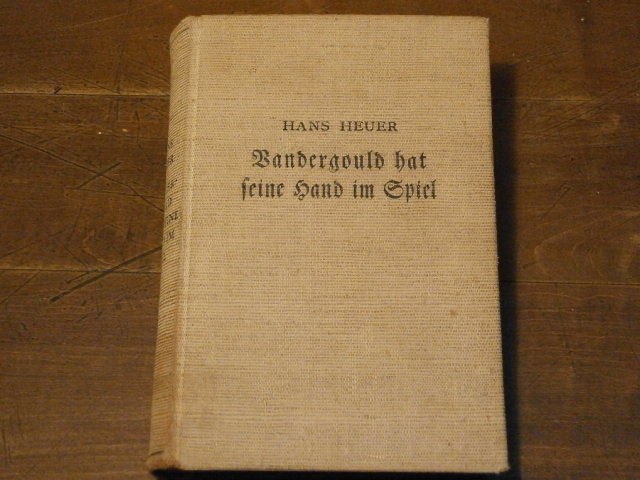 HANS HEUER
Vandergould hat
seine Hand im Spiel